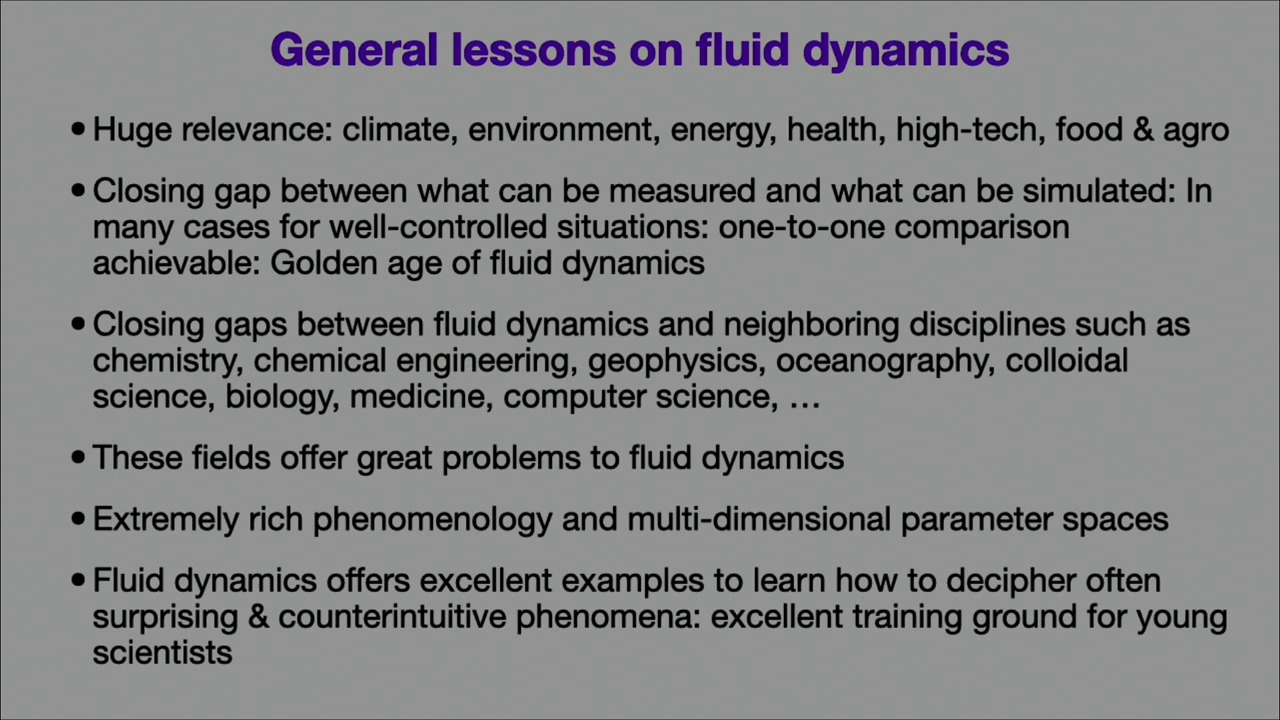 General lessons on fluid dynamics
• Huge relevance: climate, environment, energy, health, high-tech, food & agro
• Closing gap between what can be measured and what can be simulated: In
many cases for well-controlled situations: one-to-one comparison
achievable: Golden age of fluid dynamics
• Closing gaps between fluid dynamics and neighboring disciplines such as
chemistry, chemical engineering, geophysics, oceanography, colloidal
science, biology, medicine, computer science, …
• These fields offer great problems to fluid dynamics
• Extremely rich phenomenology and multi-dimensional parameter spaces
• Fluid dynamics offers excellent examples to learn how to decipher often
surprising & counterintuitive phenomena: excellent training ground for young
scientists